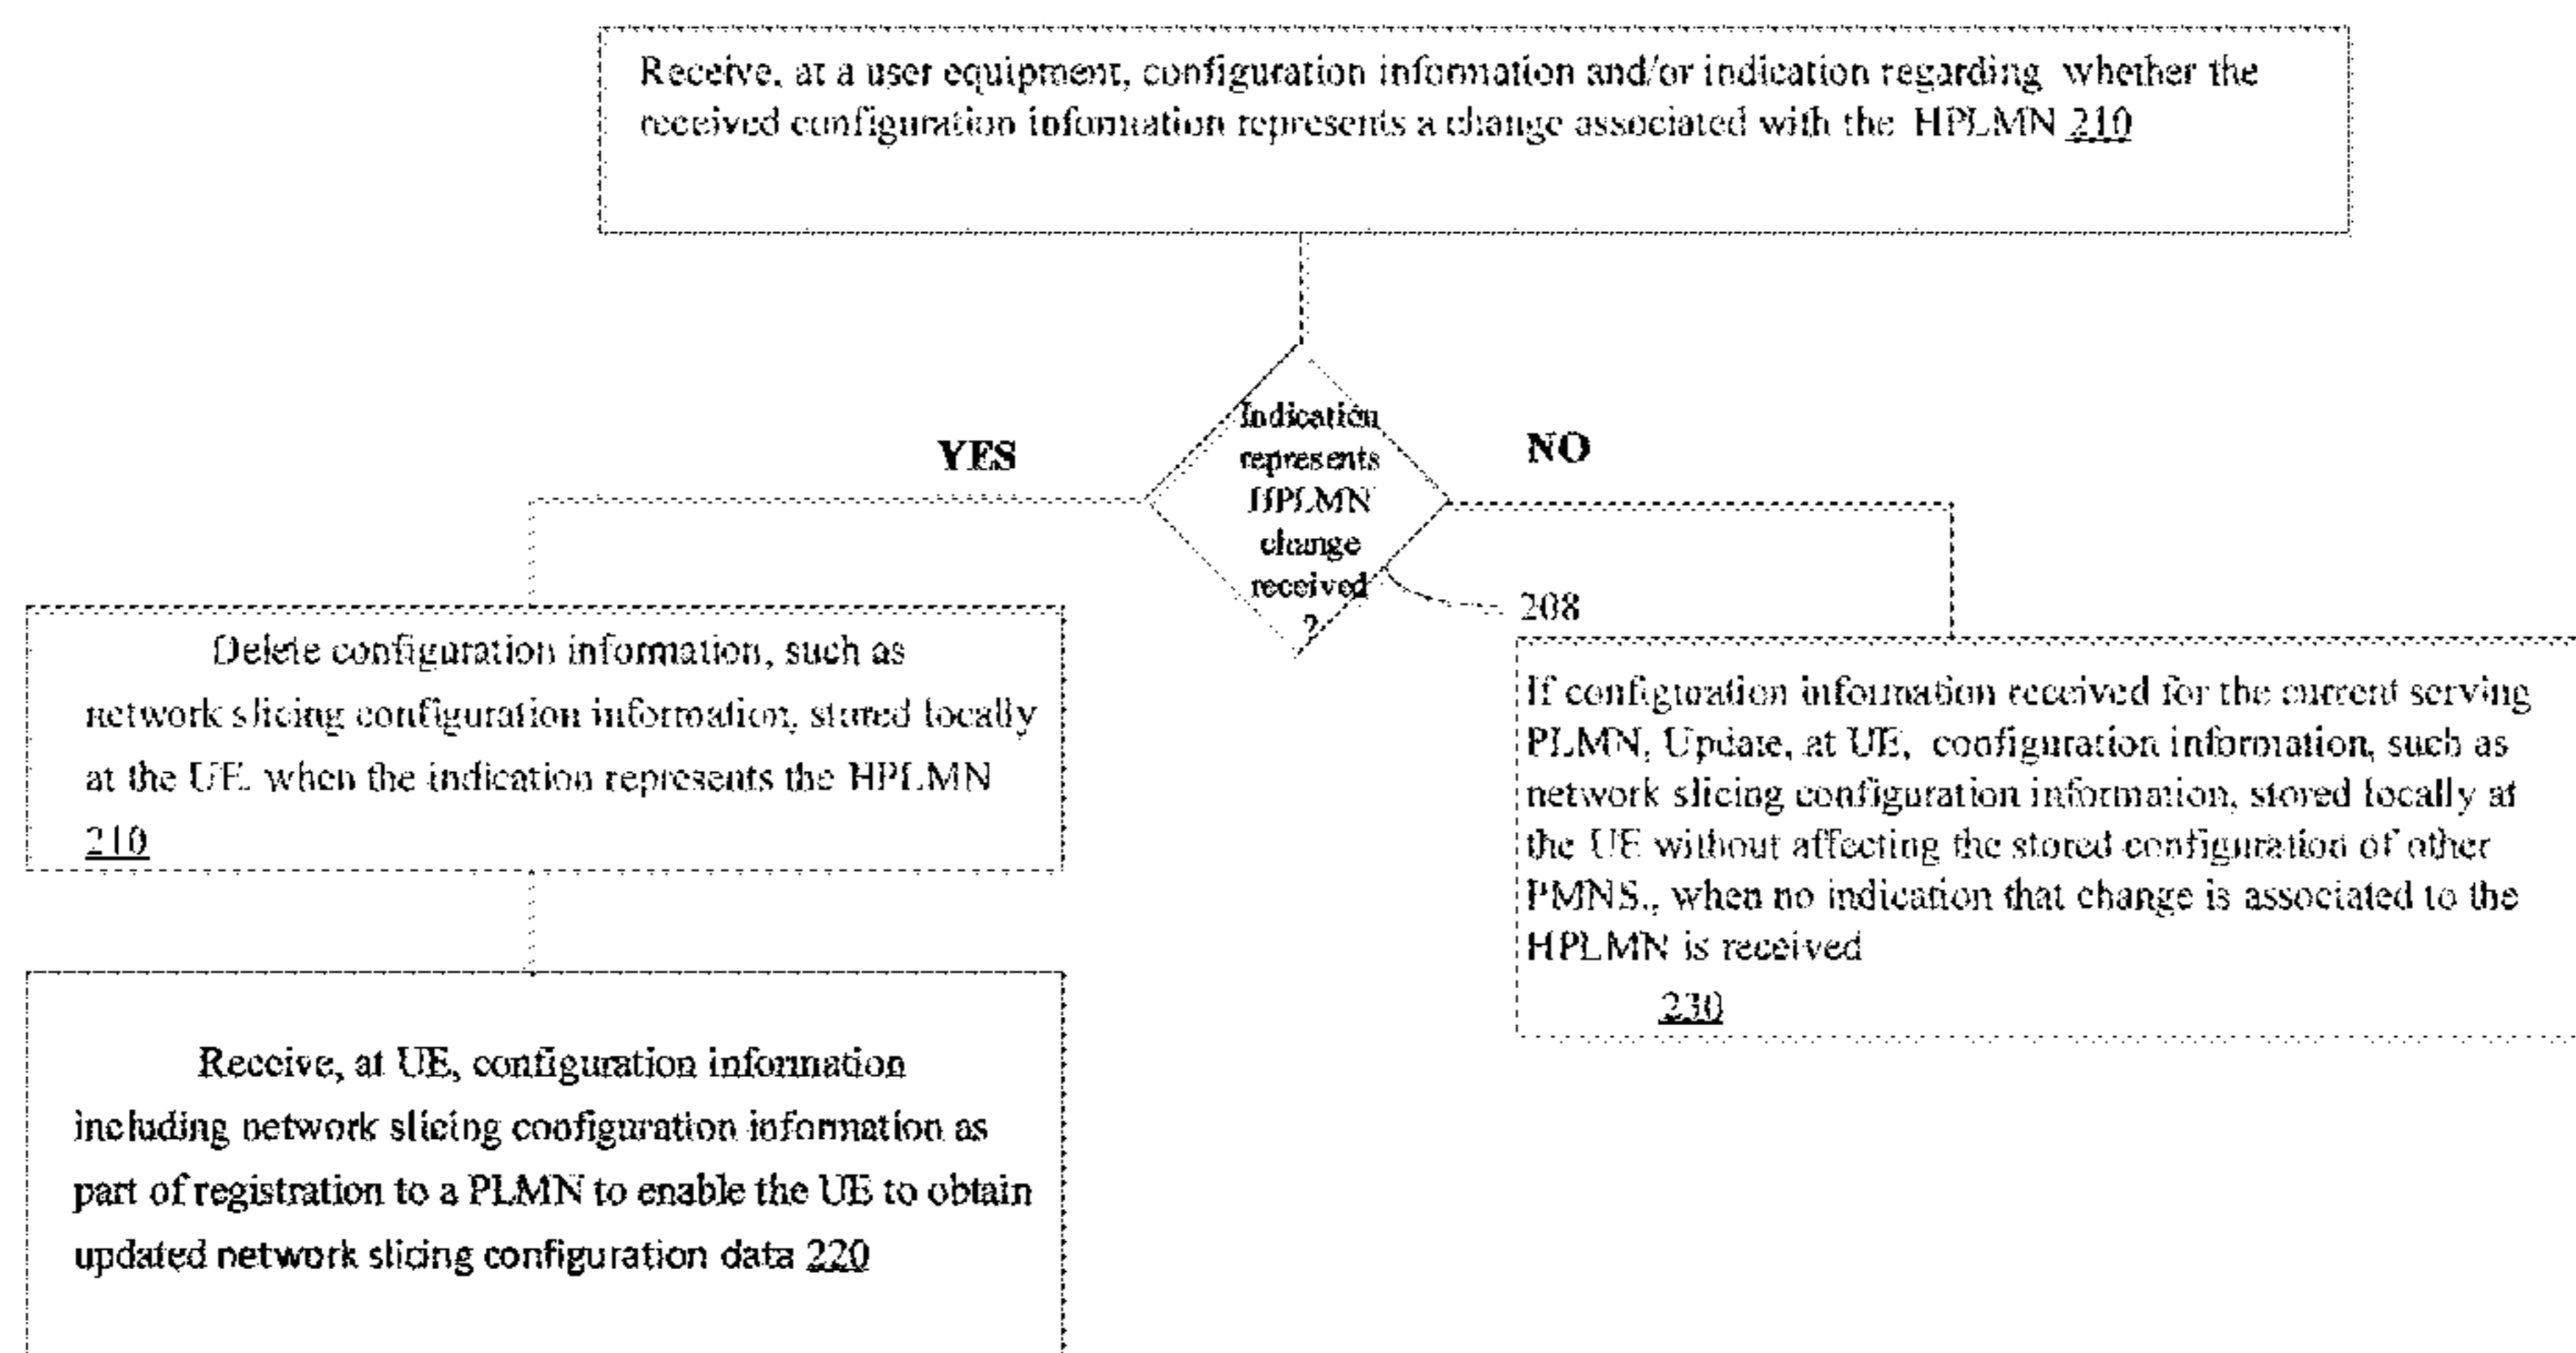 Receive, at a user equipment, configuration information and/or indication regarding whether the
received configuration information represents a change associated with the HPLMN 210
Indication
represents
HPLMN
change
received
?
YES
NO
208
Delete configuration information, such as
network slicing configuration information, stored locally
at the UE when the indication represents the HPLMN
210
If configuration information received for the current serving
PLMN, Update, at UE, configuration information, such as
network slicing configuration information, stored locally at
the UE without affecting the stored configuration of other
PMNS., when no indication that change is associated to the
HPLMN is received
230
Receive, at UE, configuration information
including network slicing configuration information as
part of registration to a PLMN to enable the UE to obtain
updated network slicing configuration data 220